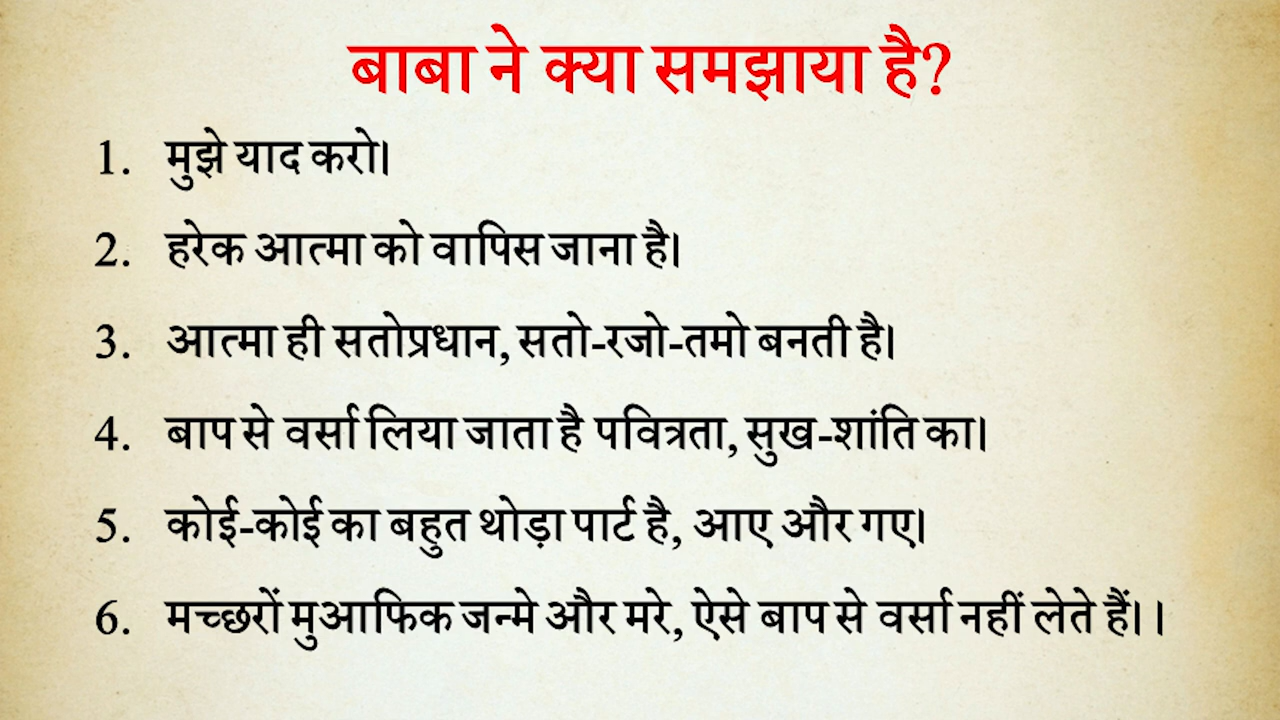 बाबा ने क्या समझाया है?
1. मुझे याद करो।
2. हरेक आत्मा को वापिस जाना है।
3. आत्मा ही सतोप्रधान, सतो-रजो-तमो बनती है।
4. बाप से वर्सा लिया जाता है पवित्रता, सुख-शांति का।
5. कोई-कोई का बहुत थोड़ा पार्ट है, आए और गए।
6. मच्छरों मुआफिक जन्मे और मरे, ऐसे बाप से वर्सा नहीं लेते हैं।।